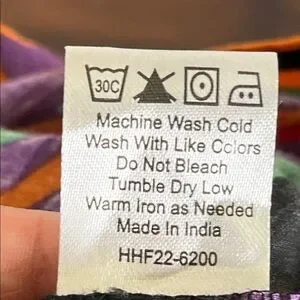 30C
Machine Wash Cold
Wash With Like Colors
Do Not Bleach
Tumble Dry Low
Warm Iron as Needed
Made In India
HHF22-6200